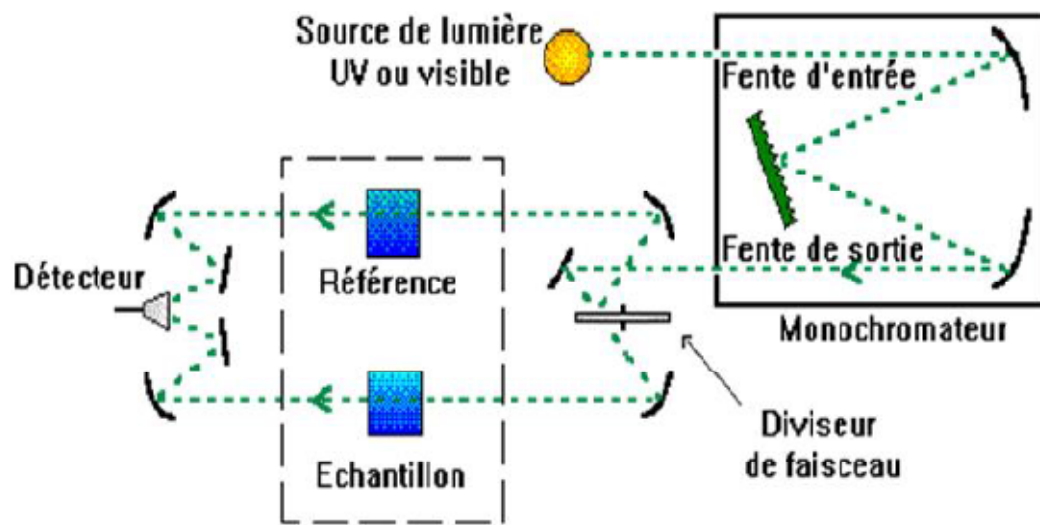 Source de lumière
UV ou visible
Fente d'entrée
Fente de sortie
Monochromateur
Détecteur
Référence
Echantillon
Diviseur
de faisceau